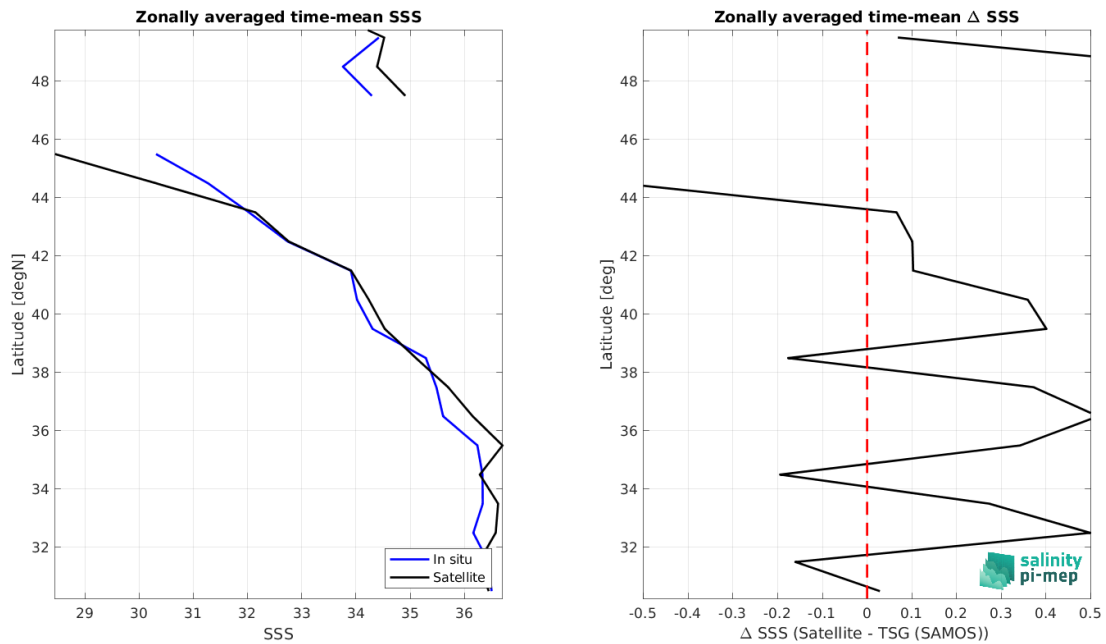 Zonally averaged time-mean SSS
Latitude [degN]
48
46
44
42
40
38
36
34
32
29 30 31 32 33 34 35 36
SSS
In situ
Satellite
Zonally averaged time-mean Δ SSS
Latitude [deg]
48
46
44
42
40
38
36
34
32
-0.5 -0.4 -0.3 -0.2 -0.1 0 0.1 0.2 0.3 0.4 0.5
Δ SSS (Satellite - TSG (SAMOS))
salinity
pi-mep